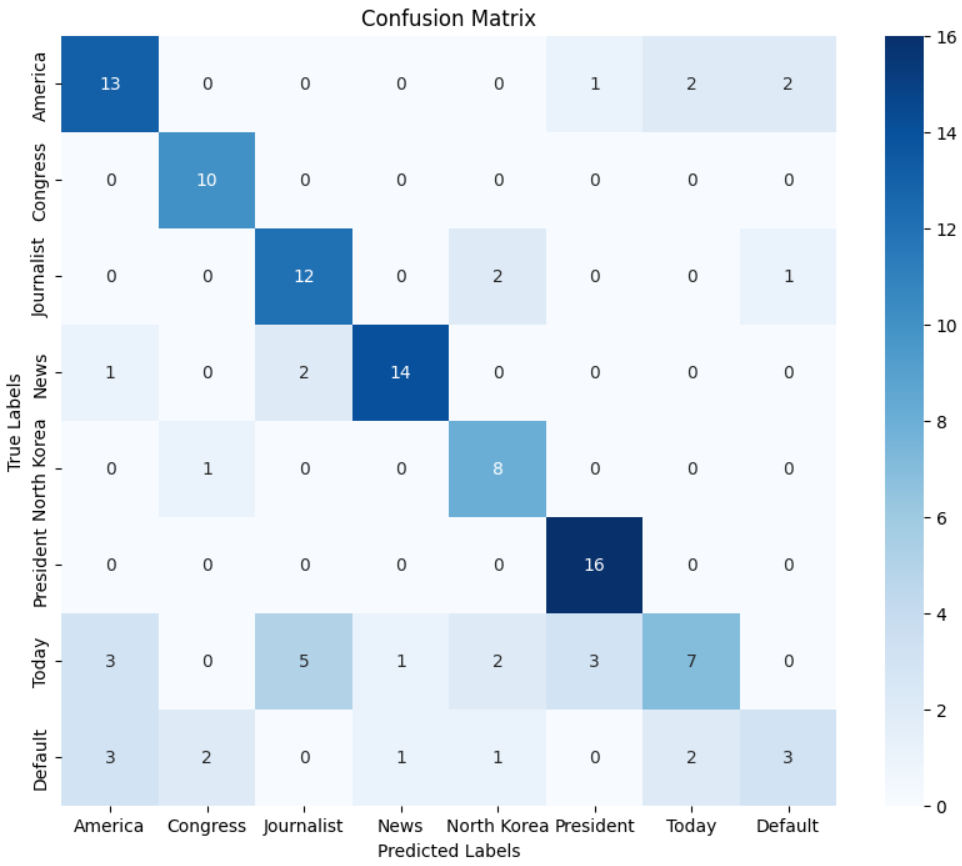 Confusion Matrix
America 13 0 0 0 0 1 2 2
Congress 0 10 0 0 0 0 0 0
Journalist 0 0 12 0 2 0 0 1
News 1 0 2 14 0 0 0 0
North Korea 0 1 0 0 8 0 0 0
President 0 0 0 0 0 16 0 0
Today 3 0 5 1 2 3 7 0
Default 3 2 0 1 1 0 2 3
True Labels
America Congress Journalist News North Korea President Today Default
Predicted Labels
16
14
12
10
8
6
4
2
0